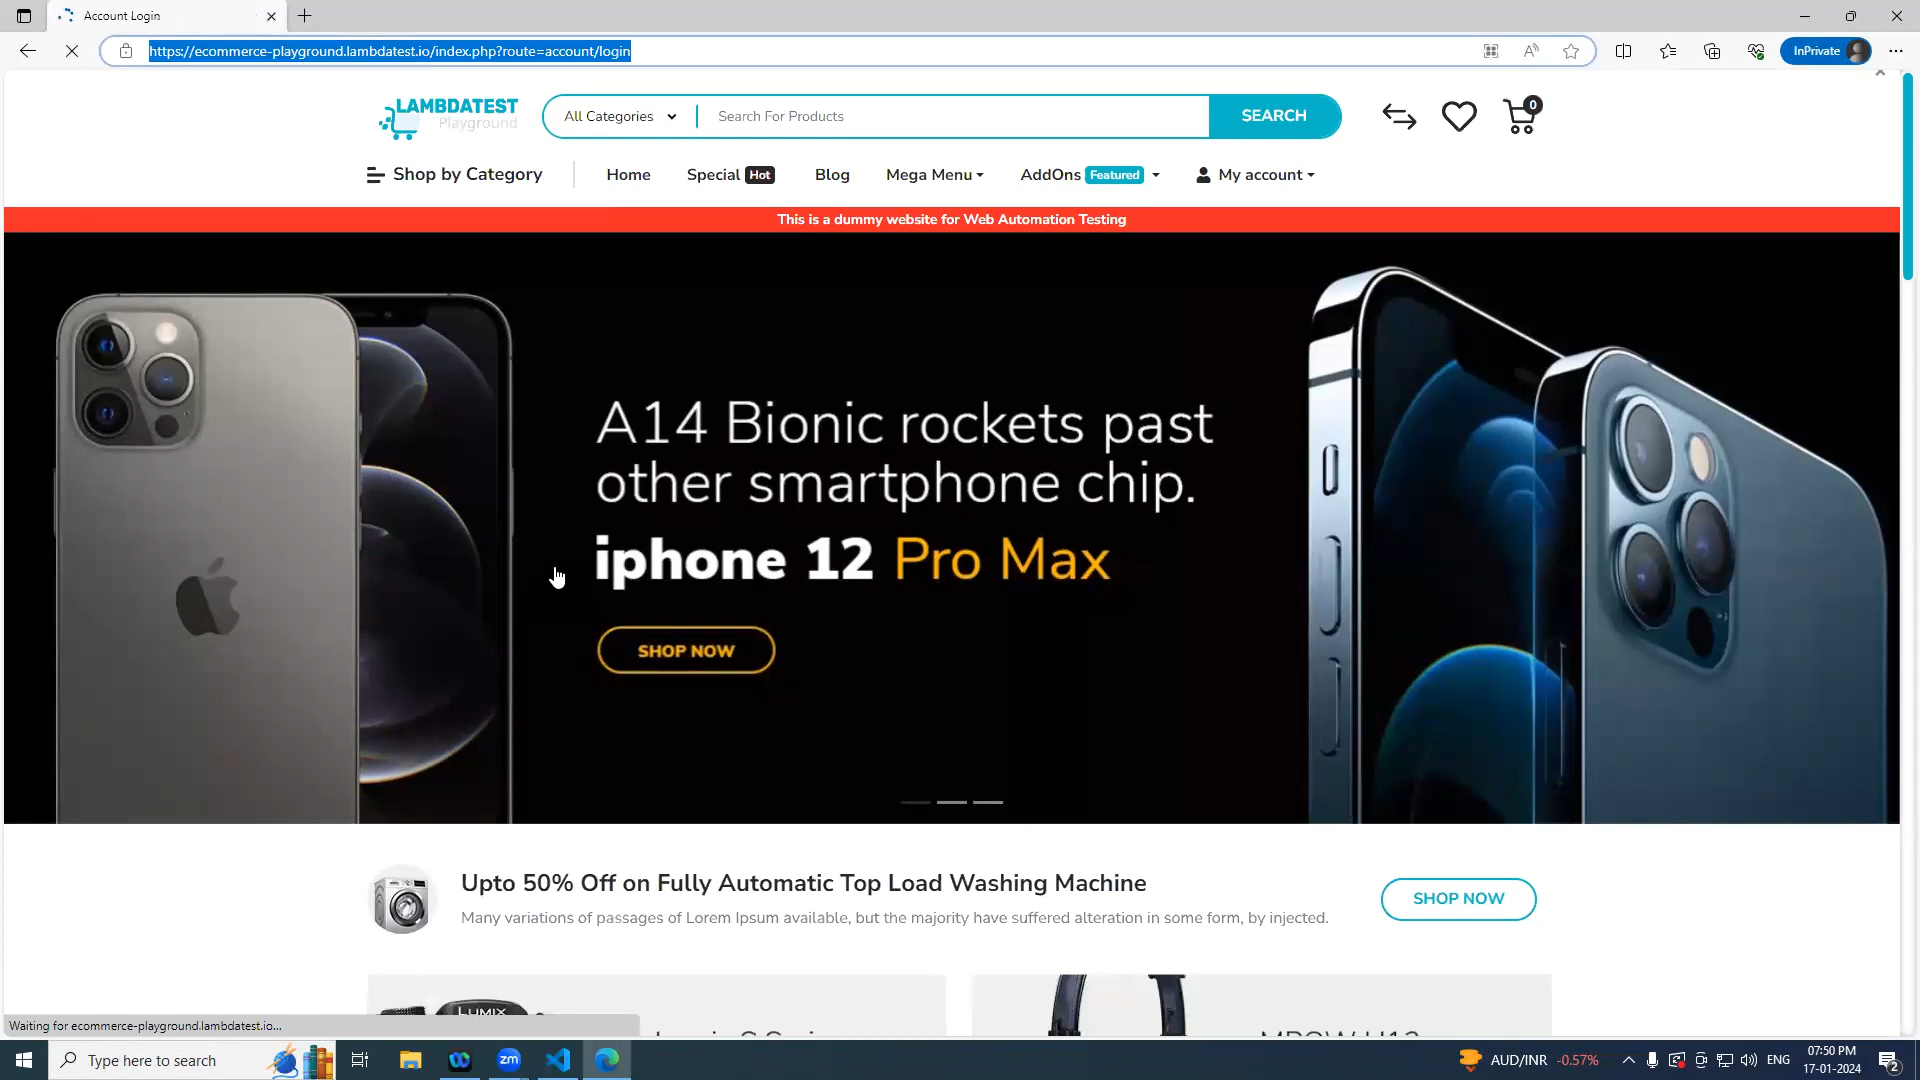 Account Login
https://ecommerce-playground.lambdatest.io/index.php?route=account/login
InPrivate
LAMBDATEST
Playground
All Categories
Search For Products
SEARCH
0
Shop by Category
Home
Special Hot
Blog
Mega Menu
AddOns Featured
My account
This is a dummy website for Web Automation Testing
A14 Bionic rockets past
other smartphone chip.
iphone 12 Pro Max
SHOP NOW
Upto 50% Off on Fully Automatic Top Load Washing Machine
Many variations of passages of Lorem Ipsum available, but the majority have suffered alteration in some form, by injected.
SHOP NOW
LUMIX
Waiting for ecommerce-playground.lambdatest.io...
Type here to search
zm
AUD/INR -0.57%
ENG
07:50 PM
17-01-2024
2